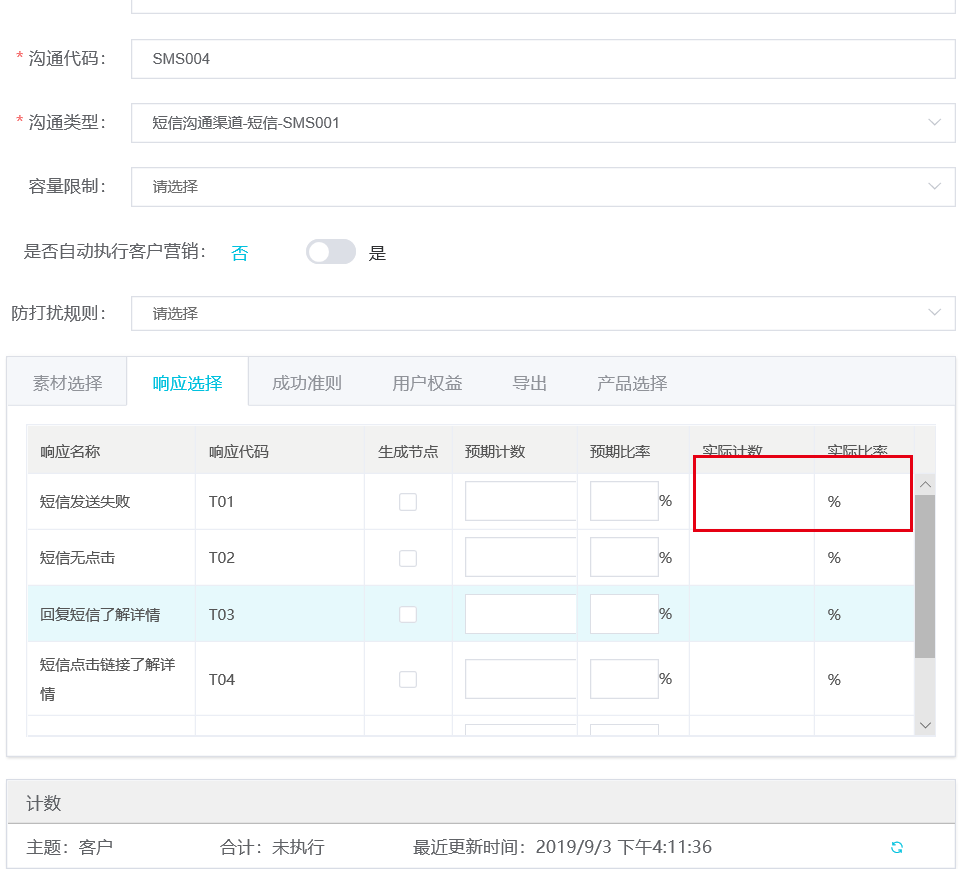 * 沟通代码： SMS004
* 沟通类型： 短信沟通渠道-短信-SMS001
容量限制： 请选择
是否自动执行客户营销： 否 是
防打扰规则： 请选择
素材选择 响应选择 成功准则 用户权益 导出 产品选择
响应名称 响应代码 生成节点 预期计数 预期比率 实际计数 实际比率
短信发送失败 T01 % %
短信无点击 T02 % %
回复短信了解详情 T03 % %
短信点击链接了解详
情 T04 % %
计数
主题：客户 合计：未执行 最近更新时间：2019/9/3 下午4:11:36